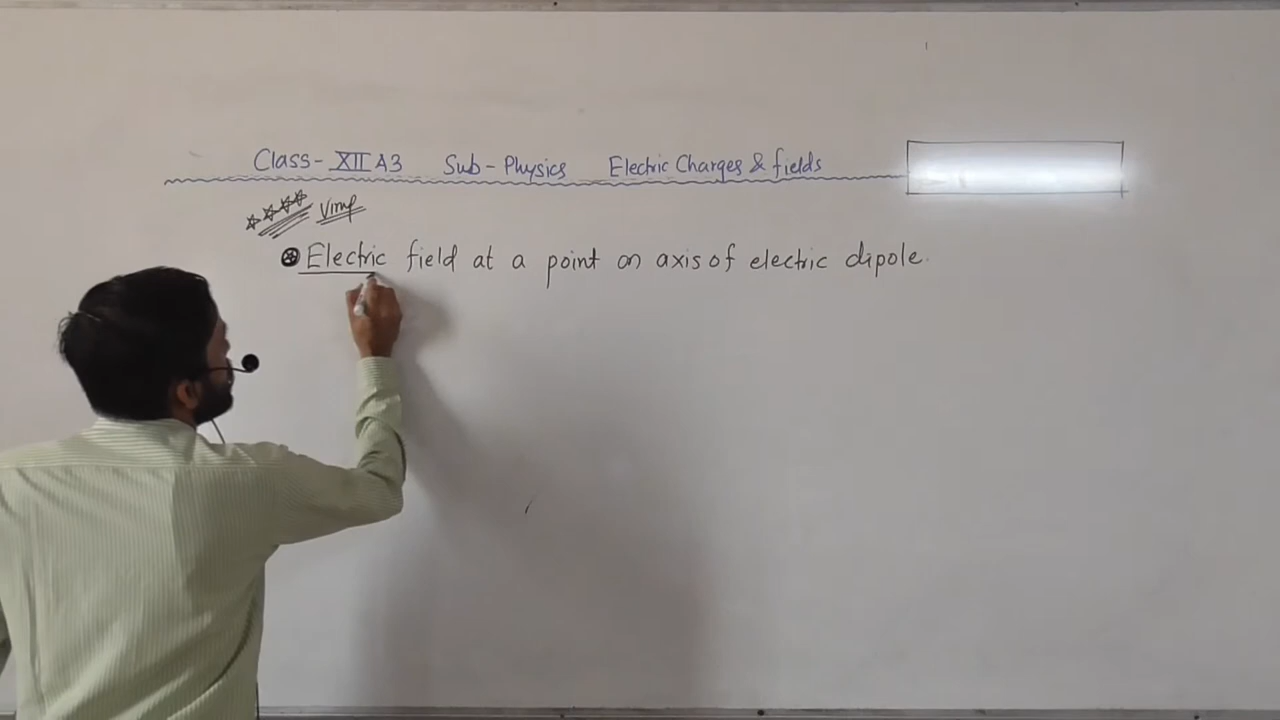 Class- XII A3 Sub - Physics Electric Charges & fields
Vimp
Electric field at a point on axis of electric dipole.